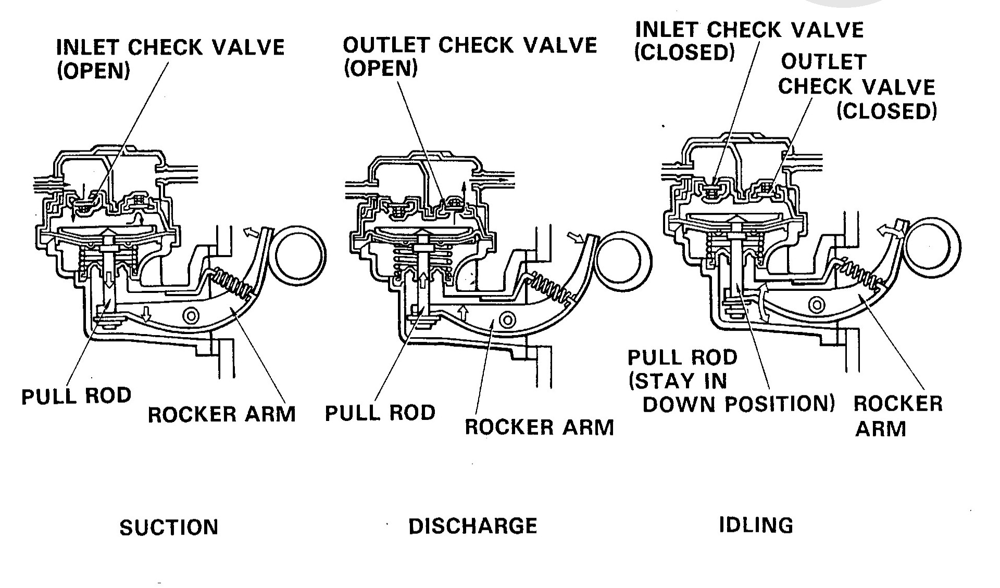 INLET CHECK VALVE
(OPEN)
PULL ROD
ROCKER ARM
SUCTION
OUTLET CHECK VALVE
(OPEN)
PULL ROD
ROCKER ARM
DISCHARGE
INLET CHECK VALVE
(CLOSED)
OUTLET
CHECK VALVE
(CLOSED)
PULL ROD
(STAY IN
DOWN POSITION)
ROCKER
ARM
IDLING